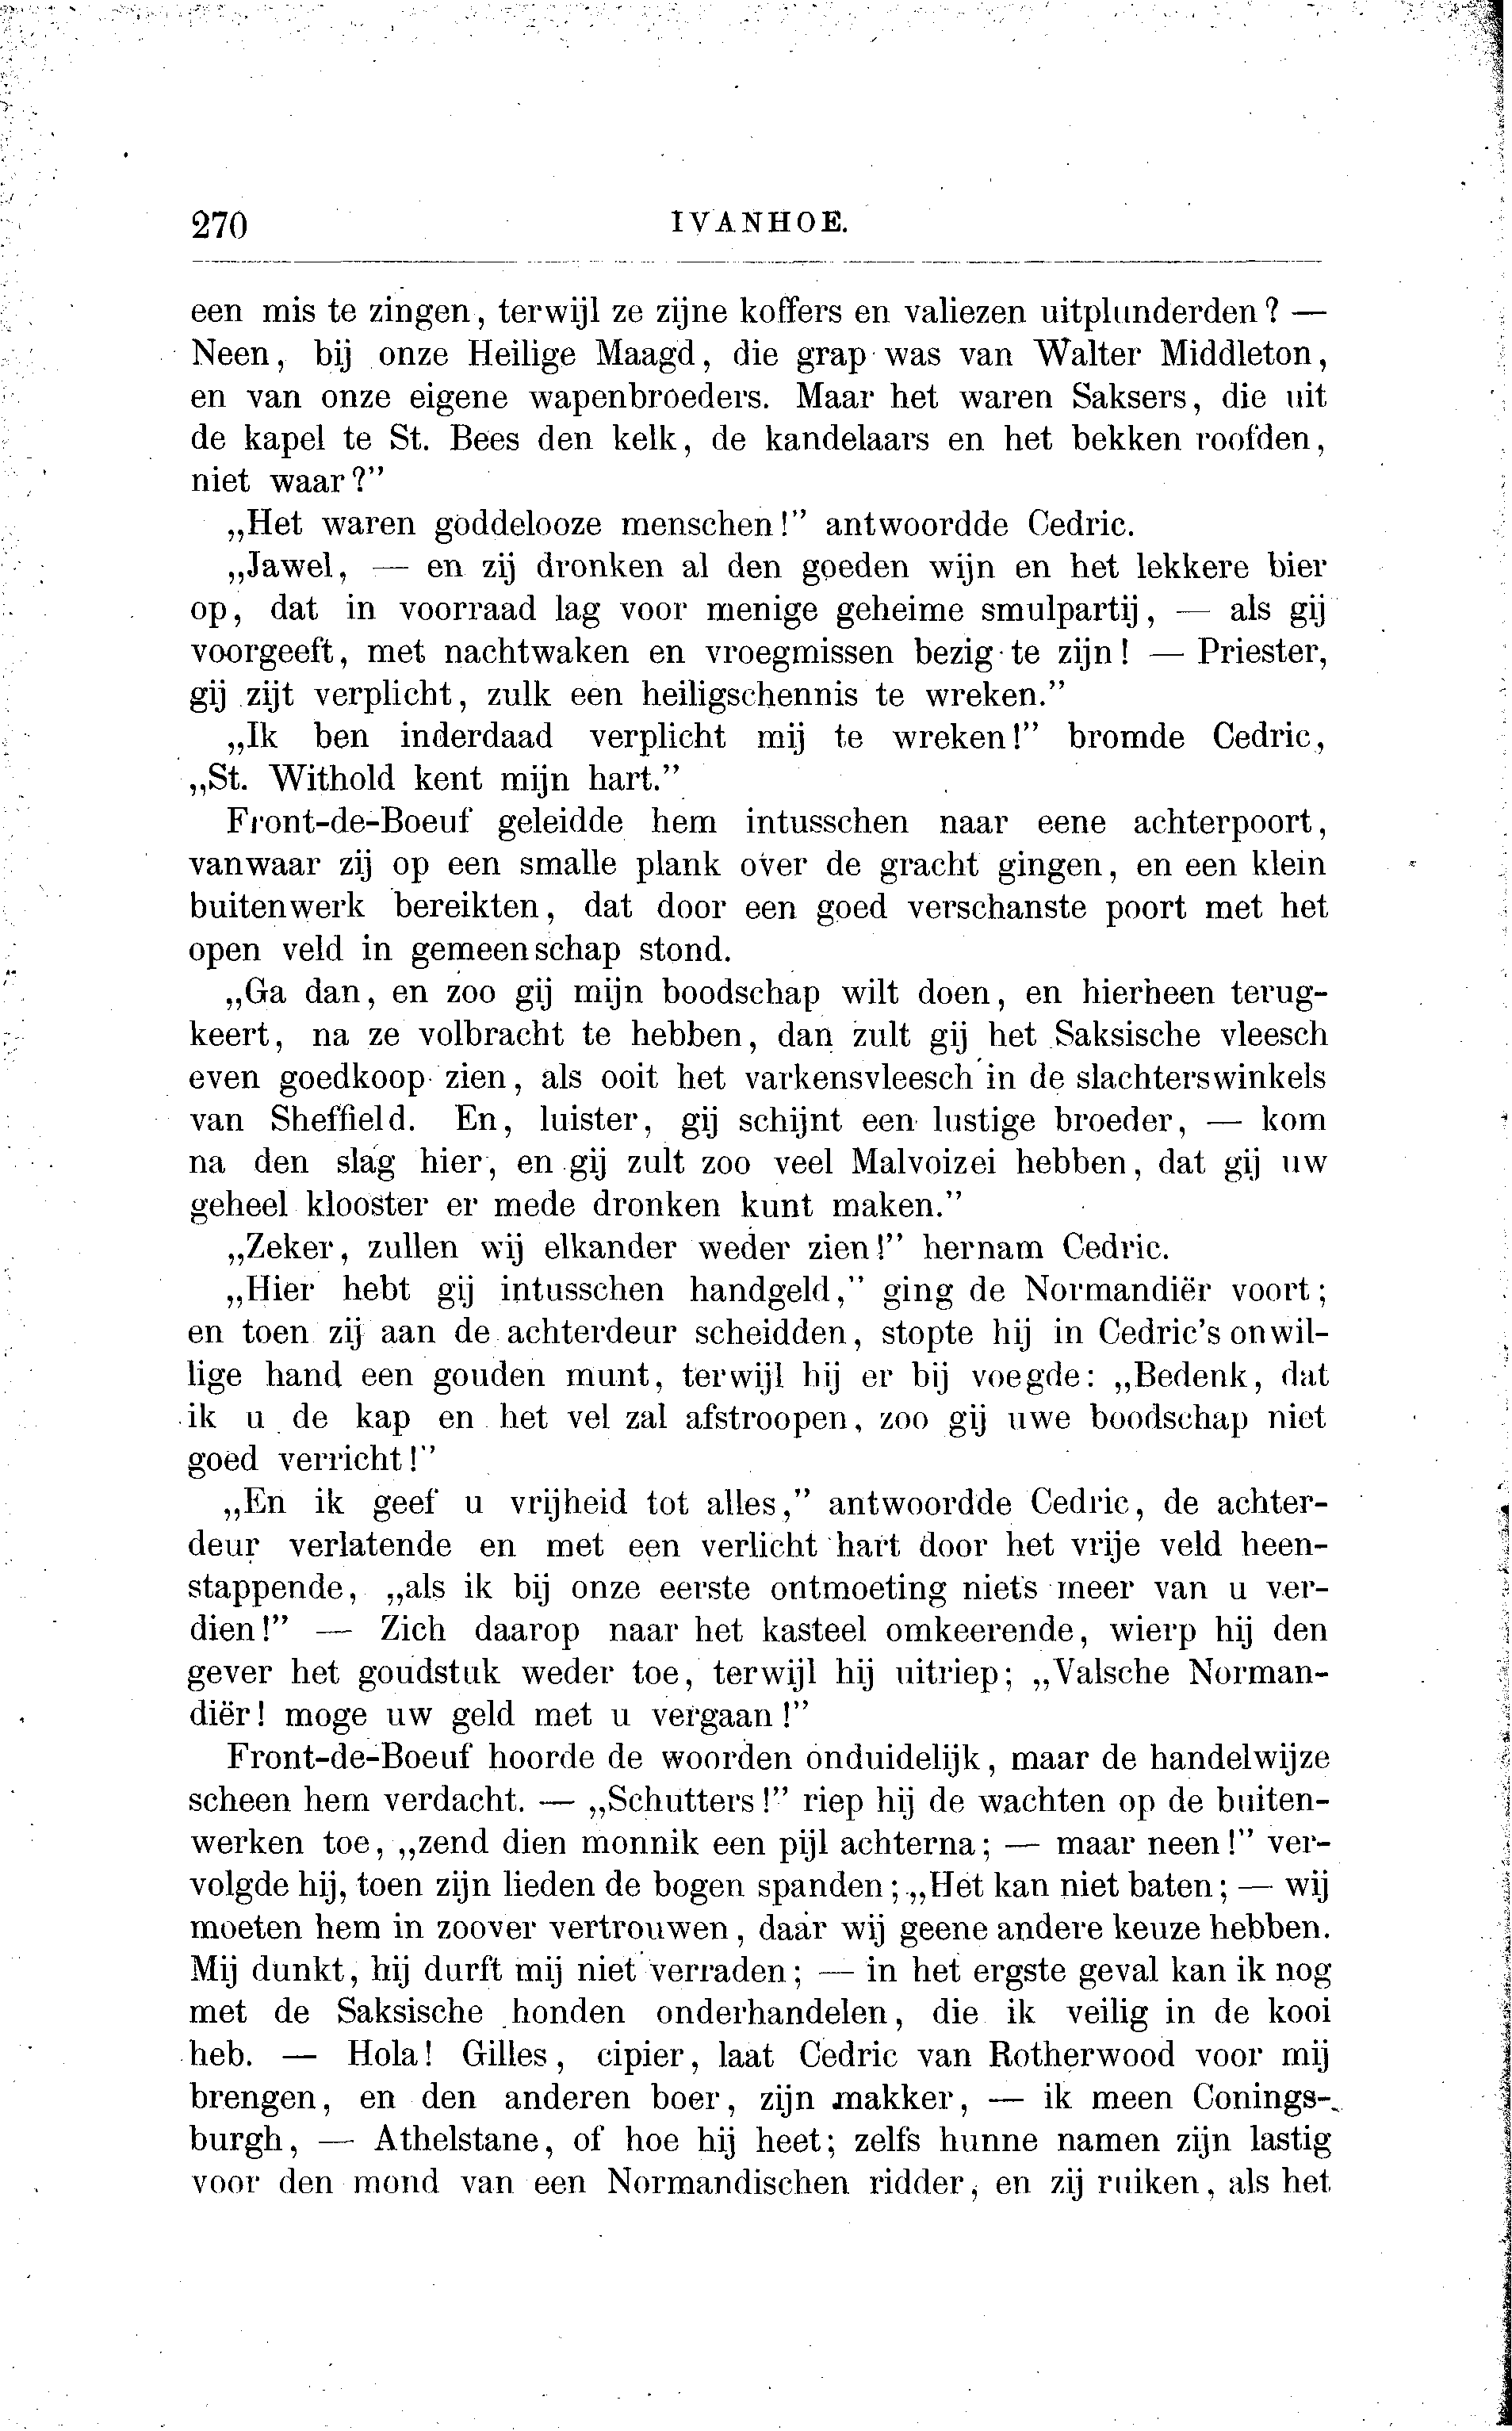 270
IVANHOE.
een mis te zingen, terwijl ze zijne koffers en valiezen uitplunderden? —
Neen, bij onze Heilige Maagd, die grap was van Walter Middleton,
en van onze eigene wapenbroeders. Maar het waren Saksers, die uit
de kapel te St. Bees den kelk, de kandelaars en het bekken roofden,
niet waar?”
„Het waren goddelooze menschen!” antwoordde Cedric.
„Jawel, — en zij dronken al den goeden wijn en het lekkere bier
op, dat in voorraad lag voor menige geheime smulpartij, — als gij
voorgeeft, met nachtwaken en vroegmissen bezig te zijn! — Priester,
gij zijt verplicht, zulk een heiligschennis te wreken.”
„Ik ben inderdaad verplicht mij te wreken!” bromde Cedric,
„St. Withold kent mijn hart.”
Front-de-Boeuf geleidde hem intusschen naar eene achterpoort,
vanwaar zij op een smalle plank over de gracht gingen, en een klein
buitenwerk bereikten, dat door een goed verschanste poort met het
open veld in gemeenschap stond.
„Ga dan, en zoo gij mijn boodschap wilt doen, en hierheen terug-
keert, na ze volbracht te hebben, dan zult gij het Saksische vleesch
even goedkoop zien, als ooit het varkensvleesch in de slachterswinkels
van Sheffield. En, luister, gij schijnt een lustige broeder, — kom
na den slag hier, en gij zult zoo veel Malvoizei hebben, dat gij uw
geheel klooster er mede dronken kunt maken.”
„Zeker, zullen wij elkander weder zien!” hernam Cedric.
„Hier hebt gij intusschen handgeld,” ging de Normandiër voort;
en toen zij aan de achterdeur scheidden, stopte hij in Cedric's onwil-
lige hand een gouden munt, terwijl hij er bij voegde: „Bedenk, dat
ik u de kap en het vel zal afstroopen, zoo gij uwe boodschap niet
goed verricht!”
„En ik geef u vrijheid tot alles,” antwoordde Cedric, de achter-
deur verlatende en met een verlicht hart door het vrije veld heen-
stappende, „als ik bij onze eerste ontmoeting niets meer van u ver-
dien!” — Zich daarop naar het kasteel omkeerende, wierp hij den
gever het goudstuk weder toe, terwijl hij uitriep; „Valsche Norman-
diër! moge uw geld met u vergaan!”
Front-de-Boeuf hoorde de woorden onduidelijk, maar de handelwijze
scheen hem verdacht. — „Schutters!” riep hij de wachten op de buiten-
werken toe, „zend dien monnik een pijl achterna; — maar neen!” ver-
volgde hij, toen zijn lieden de bogen spanden; „Het kan niet baten; — wij
moeten hem in zoover vertrouwen, daar wij geene andere keuze hebben.
Mij dunkt, hij durft mij niet verraden; — in het ergste geval kan ik nog
met de Saksische honden onderhandelen, die ik veilig in de kooi
heb. — Hola! Gilles, cipier, laat Cedric van Rotherwood voor mij
brengen, en den anderen boer, zijn makker, — ik meen Conings-
burgh, — Athelstane, of hoe hij heet; zelfs hunne namen zijn lastig
voor den mond van een Normandischen ridder, en zij ruiken, als het